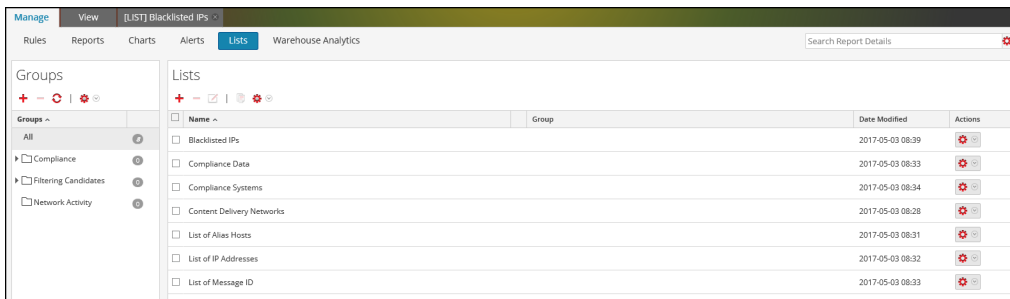 Manage View [LIST] Blacklisted IPs ×
Rules Reports Charts Alerts Lists Warehouse Analytics Search Report Details
Groups
Groups
All
Compliance 0
Filtering Candidates 0
Network Activity 0
Lists
Name Group Date Modified Actions
Blacklisted IPs 2017-05-03 08:39
Compliance Data 2017-05-03 08:33
Compliance Systems 2017-05-03 08:34
Content Delivery Networks 2017-05-03 08:28
List of Alias Hosts 2017-05-03 08:31
List of IP Addresses 2017-05-03 08:32
List of Message ID 2017-05-03 08:33